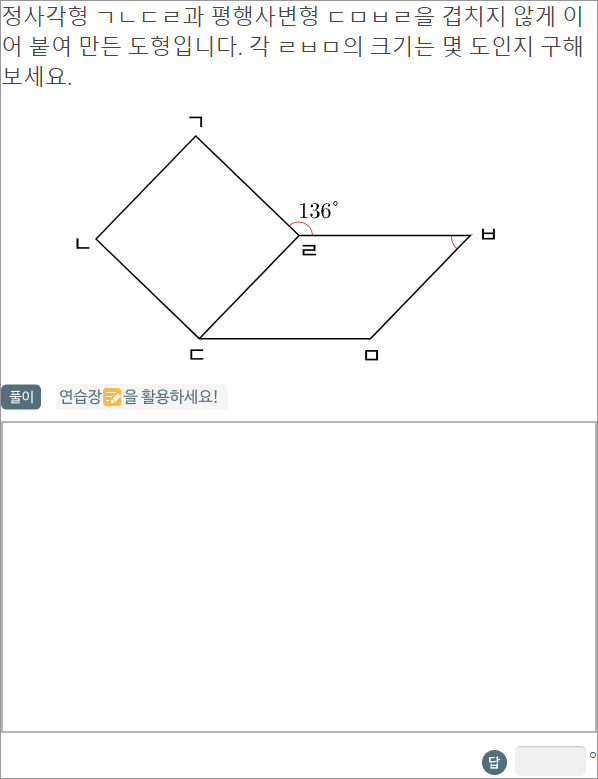 정사각형 ㄱㄴㄷㄹ과 평행사변형 ㄷㅁㅂㄹ을 겹치지 않게 이
어 붙여 만든 도형입니다. 각 ㄹㅂㅁ의 크기는 몇 도인지 구해
보세요.
ㄱ
136°
ㄴ
ㄹ
ㅂ
ㄷ
ㅁ
풀이 연습장을 활용하세요!
답 °